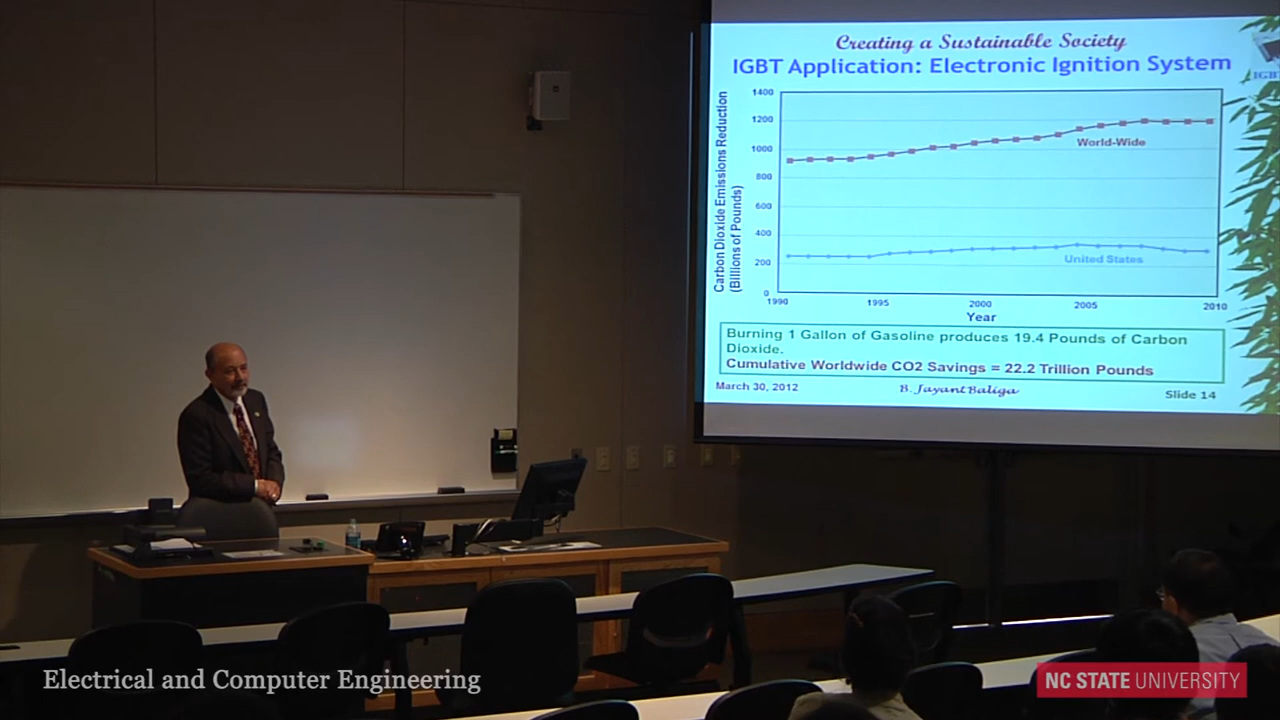 Creating a Sustainable Society
IGBT Application: Electronic Ignition System
IGB
Carbon Dioxide Emissions Reduction
(Billions of Pounds)
1400
1200
1000
800
600
400
200
0
World-Wide
United States
1990
1995
2000
2005
2010
Year
Burning 1 Gallon of Gasoline produces 19.4 Pounds of Carbon
Dioxide.
Cumulative Worldwide CO2 Savings = 22.2 Trillion Pounds
March 30, 2012
B. Jayant Baliga
Slide 14
Electrical and Computer Engineering
NC STATE UNIVERSITY